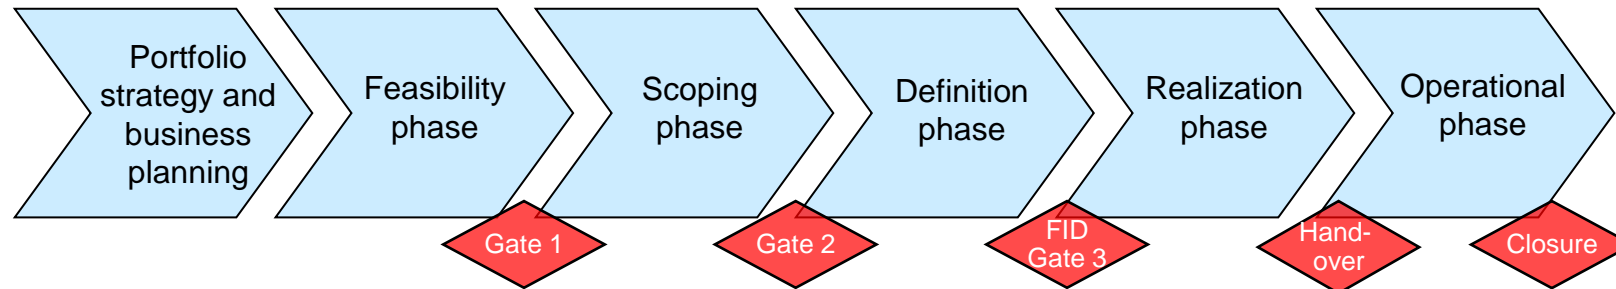 Portfolio
strategy and
business
planning
Feasibility
phase
Scoping
phase
Definition
phase
Realization
phase
Operational
phase
Gate 1
Gate 2
FID
Gate 3
Hand-
over
Closure